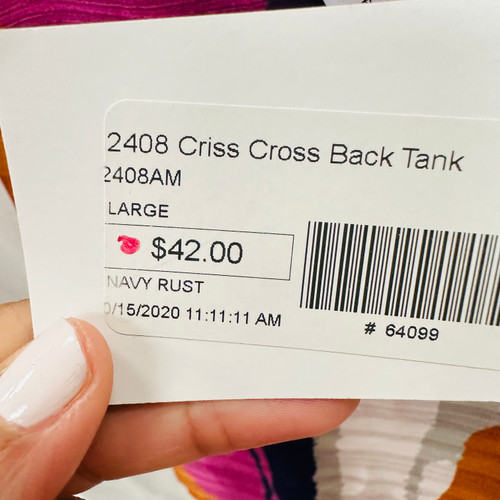 2408 Criss Cross Back Tank
2408AM
LARGE
$42.00
NAVY RUST
0/15/2020 11:11:11 AM
# 64099